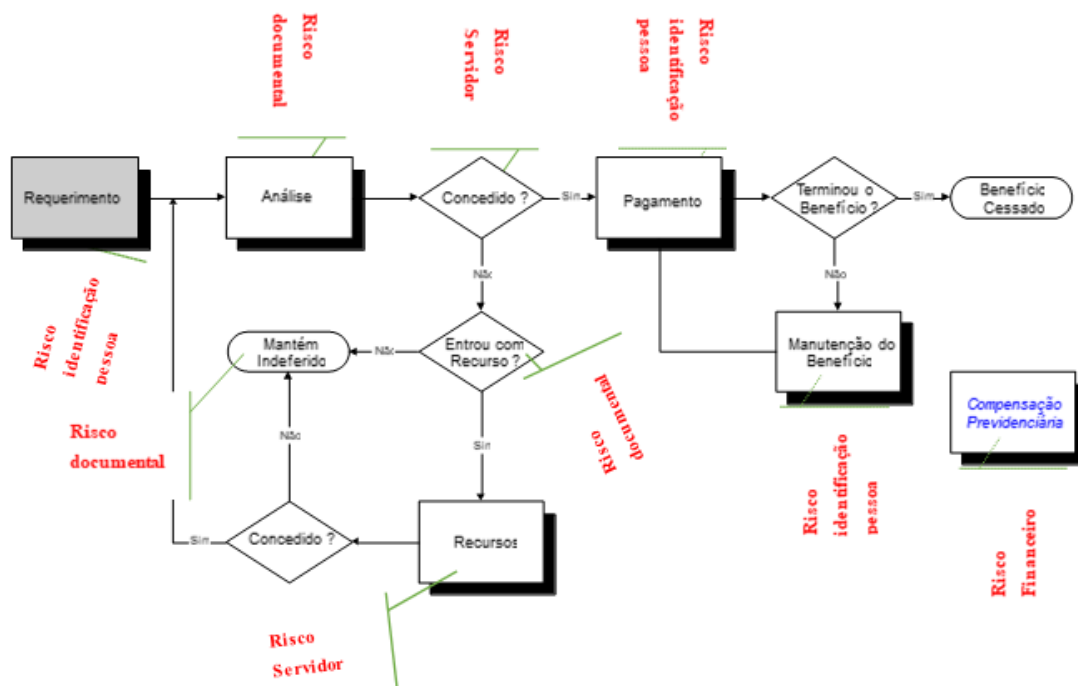 Risco
documental
Risco
Servidor
Risco
identificação
pessoa
Requerimento
Análise
Concedido ?
Sim
Pagamento
Terminou o
Benefício ?
Sim
Benefício
Cessado
Não
Não
Risco
identificação
pessoa
Mantém
Indeferido
Não
Entrou com
Recurso ?
Risco
documental
Manutenção do
Benefício
Compensação
Previdenciária
Risco
documental
Não
Sim
Risco
identificação
pessoa
Risco
Financeiro
Sim
Concedido ?
Recursos
Risco
Servidor